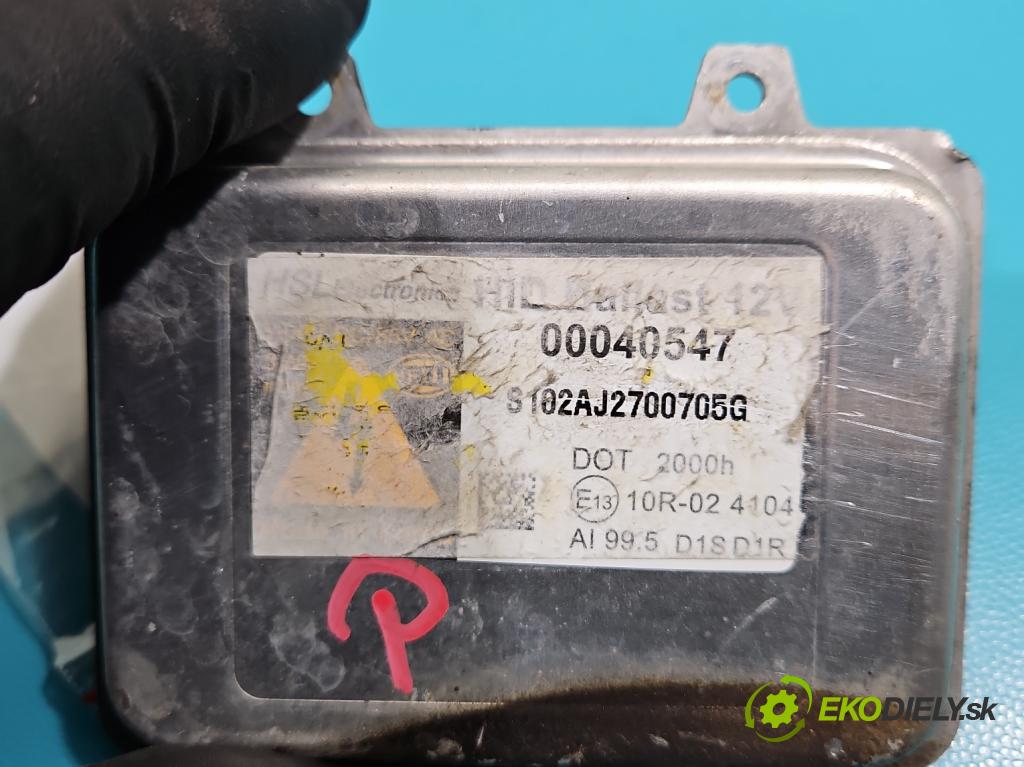 HSL Electronics HID Ballast 12V
00040547
S102AJ2700705G
DOT 2000h
E13 10R-02 4104
AI 99.5 D1S D1R
P
EKODIELY.sk